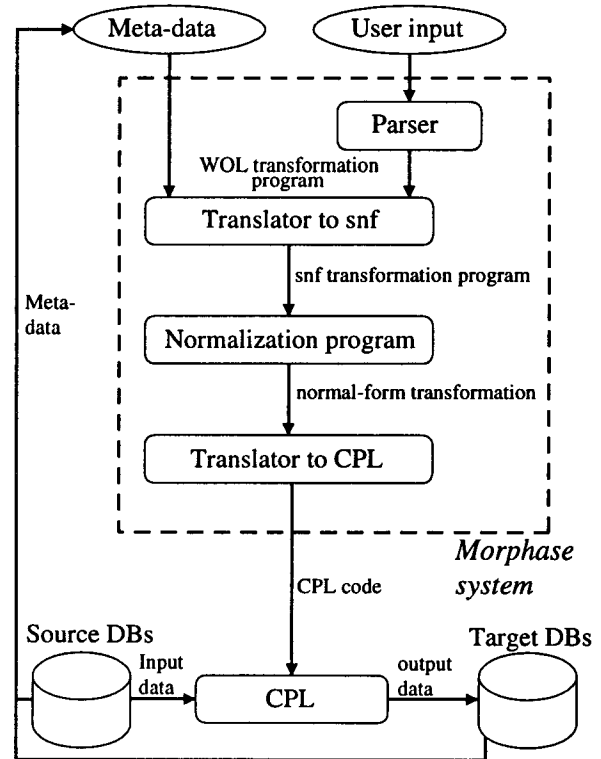 Meta-data
User input
Parser
WOL transformation
program
Translator to snf
snf transformation program
Meta-
data
Normalization program
normal-form transformation
Translator to CPL
Morphase
system
CPL code
Source DBs
Target DBs
Input
data
CPL
output
data